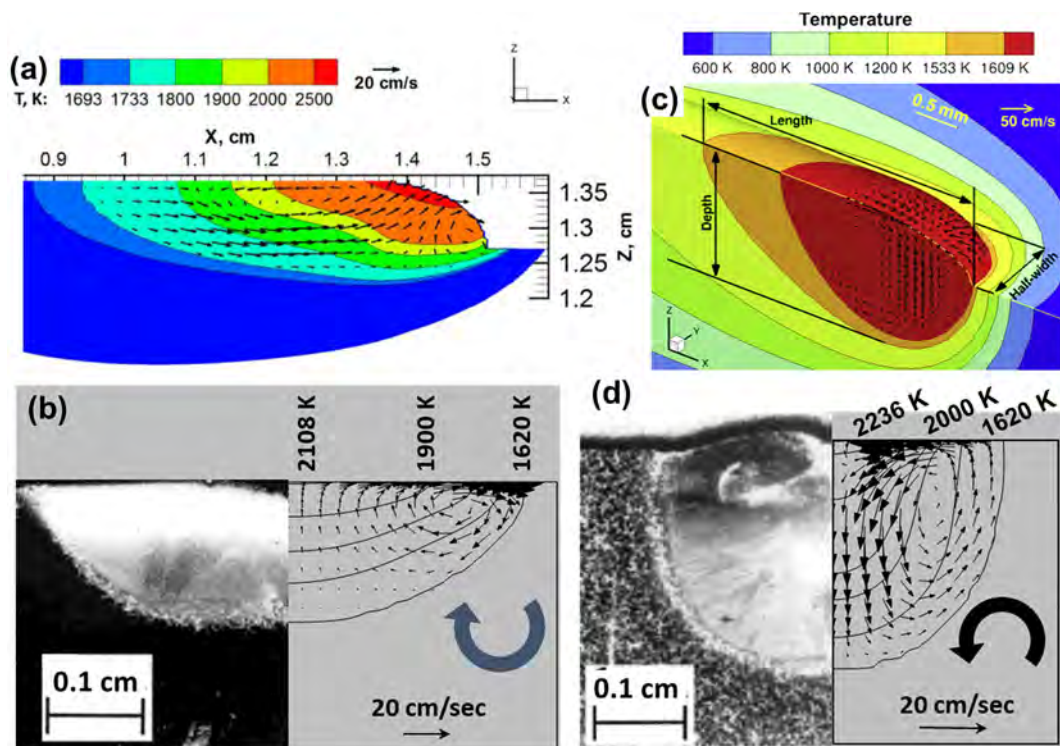 (a)
20 cm/s
T, K: 1693 1733 1800 1900 2000 2500
Z
X
X, cm
0.9 1 1.1 1.2 1.3 1.4 1.5
1.35
1.3
1.25
1.2
Z, cm
Temperature
600 K 800 K 1000 K 1200 K 1533 K 1609 K
(c)
Length
0.5 mm
50 cm/s
Depth
Half-width
Z
Y
X
(b)
2108 K
1900 K
1620 K
0.1 cm
20 cm/sec
(d)
2236 K
2000 K
1620 K
0.1 cm
20 cm/sec